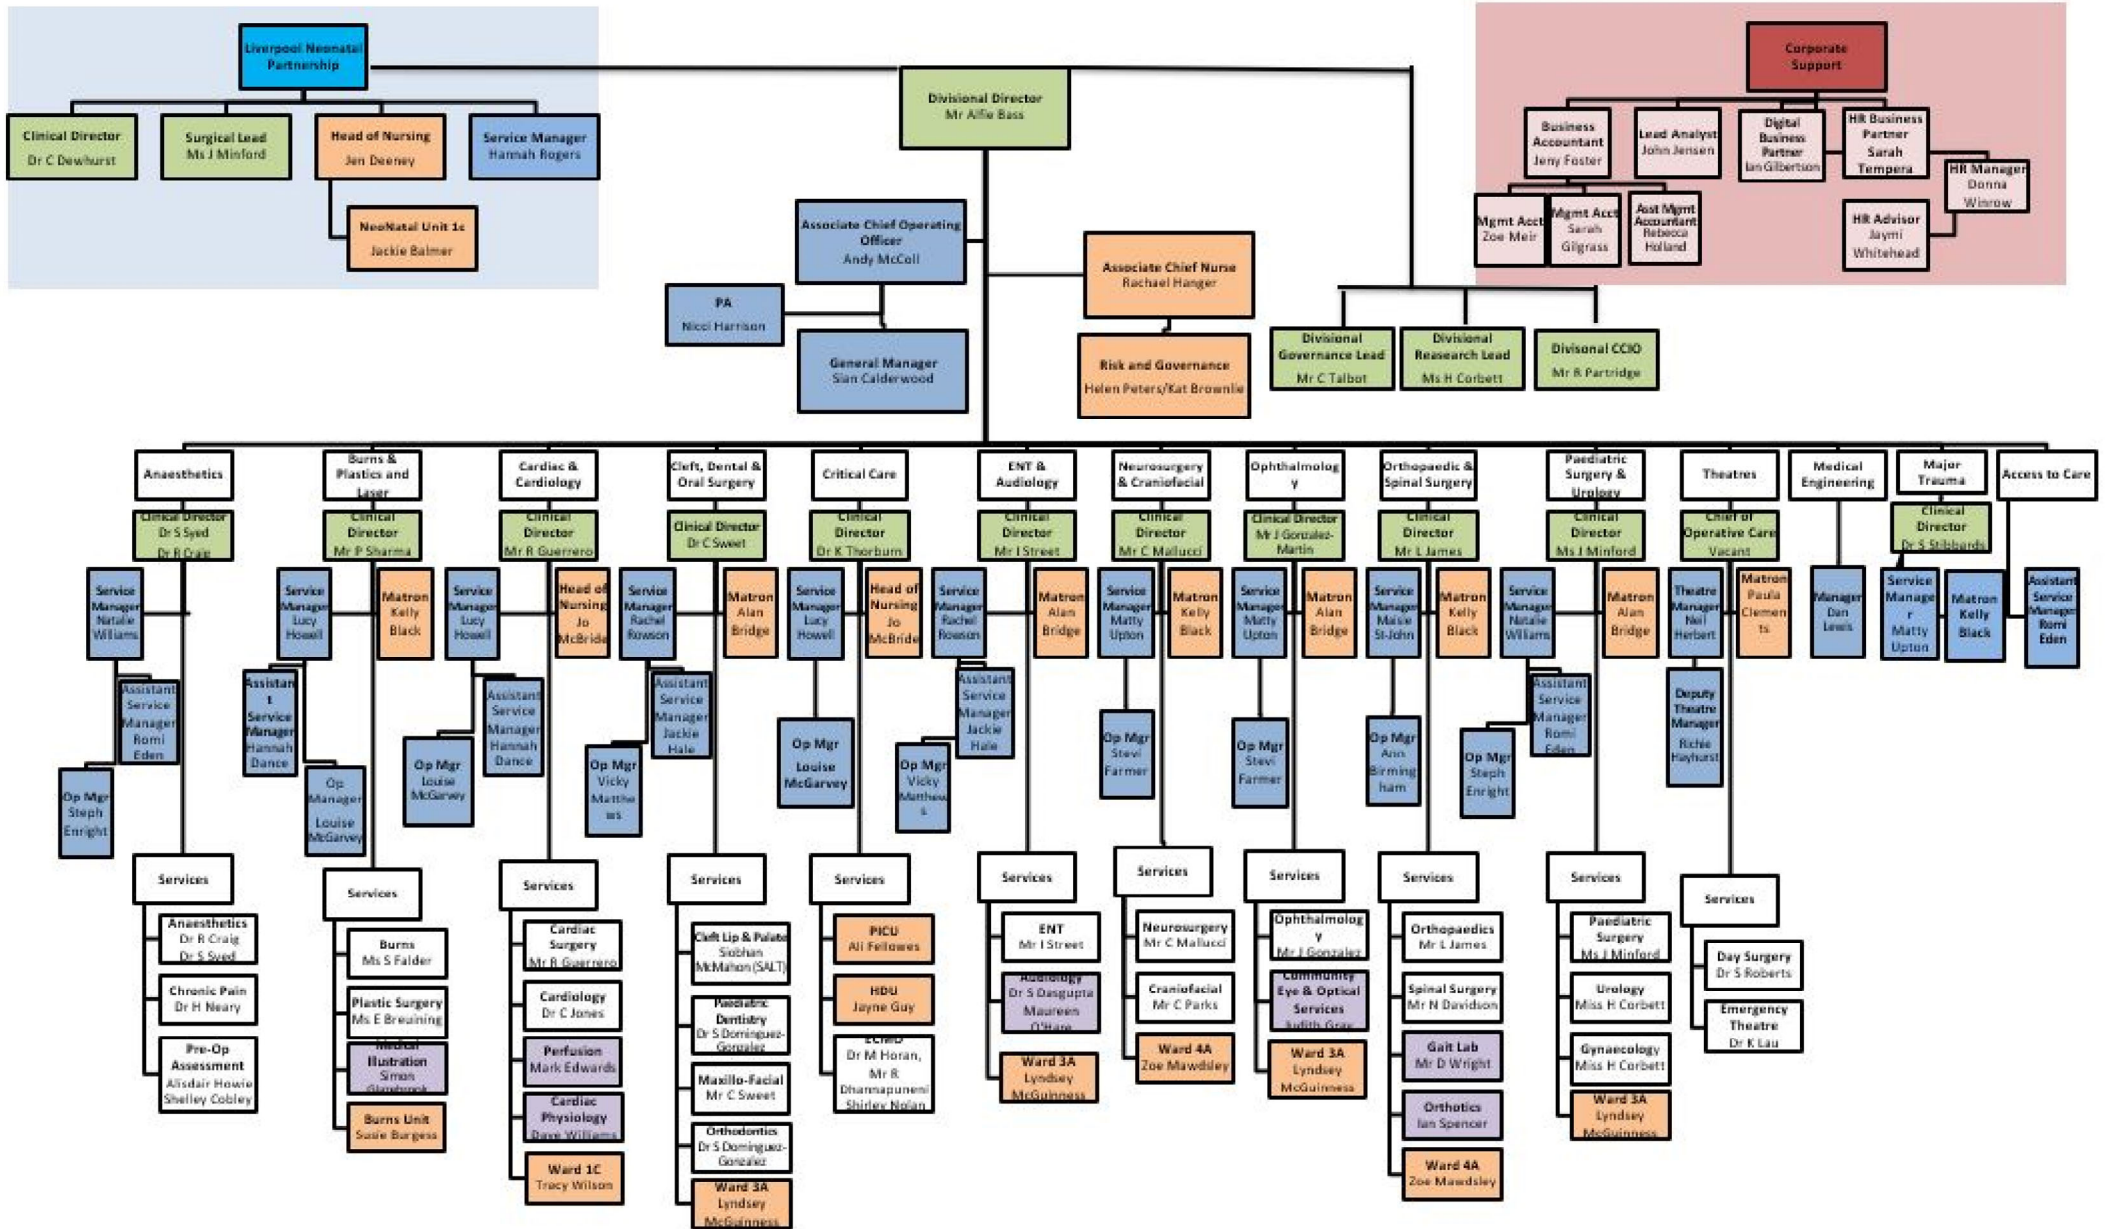 Liverpool Neonatal
Partnership
Clinical Director
Dr C Dewhurst
Surgical Lead
Ms J Minford
Head of Nursing
Jen Deeney
Service Manager
Hannah Rogers
NeoNatal Unit 1c
Jackie Balmer
Divisional Director
Mr Alfie Bass
Associate Chief Operating
Officer
Andy McColl
PA
Nicci Harrison
General Manager
Sian Calderwood
Associate Chief Nurse
Rachael Hanger
Risk and Governance
Helen Peters/Kat Brownlie
Divisional
Governance Lead
Mr C Talbot
Divisional
Reasearch Lead
Ms H Corbett
Divisonal CCIO
Mr R Partridge
Corporate
Support
Business
Accountant
Jeny Foster
Lead Analyst
John Jensen
Digital
Business
Partner
Ian Gilbertson
HR Business
Partner
Sarah
Tempera
HR Manager
Donna
Winrow
HR Advisor
Jaymi
Whitehead
Mgmt Acct
Zoe Meir
Mgmt Acct
Sarah
Gilgrass
Asst Mgmt
Accountant
Rebecca
Holland
Anaesthetics
Clinical Director
Dr S Syed
Dr R Craig
Service
Manager
Natalie
Williams
Assistant
Service
Manager
Romi
Eden
Op Mgr
Steph
Enright
Services
Anaesthetics
Dr R Craig
Dr S Syed
Chronic Pain
Dr H Neary
Pre-Op
Assessment
Alisdair Howie
Shelley Cobley
Burns &
Plastics and
Laser
Clinical
Director
Mr P Sharma
Service
Manager
Lucy
Howell
Matron
Kelly
Black
Assistan
t
Service
Manager
Hannah
Dance
Op
Manager
Louise
McGarvey
Services
Burns
Ms S Falder
Plastic Surgery
Ms E Breuining
Medical
Illustration
Simon
Burns Unit
Susie Burgess
Cardiac &
Cardiology
Clinical
Director
Mr R Guerrero
Service
Manager
Lucy
Howell
Head of
Nursing
Jo
McBride
Assistant
Service
Manager
Hannah
Dance
Op Mgr
Louise
McGarvey
Services
Cardiac
Surgery
Mr R Guerrero
Cardiology
Dr C Jones
Perfusion
Mark Edwards
Cardiac
Physiology
Dave Williams
Ward 1C
Tracy Wilson
Cleft, Dental &
Oral Surgery
Clinical Director
Dr C Sweet
Service
Manager
Rachel
Rowson
Matron
Alan
Bridge
Assistant
Service
Manager
Jackie
Hale
Op Mgr
Vicky
Matthe
ws
Services
Cleft Lip & Palate
Siobhan
McMahon (SALT)
Paediatric
Dentistry
Dr S Dominguez-
Gonzalez
Maxillo-Facial
Mr C Sweet
Orthodontics
Dr S Dominguez-
Gonzalez
Ward 3A
Lyndsey
McGuinness
Critical Care
Clinical
Director
Dr K Thorburn
Service
Manager
Lucy
Howell
Head of
Nursing
Jo
McBride
Op Mgr
Louise
McGarvey
Services
PICU
Ali Fellowes
HDU
Jayne Guy
ECMO
Dr M Horan,
Mr R
Dhannapuneni
Shirley Nolan
ENT &
Audiology
Clinical
Director
Mr I Street
Service
Manager
Rachel
Rowson
Matron
Alan
Bridge
Assistant
Service
Manager
Jackie
Hale
Op Mgr
Vicky
Matthew
s
Services
ENT
Mr I Street
Audiology
Dr S Dasgupta
Maureen
O'Hare
Ward 3A
Lyndsey
McGuinness
Neurosurgery
& Craniofacial
Clinical
Director
Mr C Mallucci
Service
Manager
Matty
Upton
Matron
Kelly
Black
Op Mgr
Stevi
Farmer
Services
Neurosurgery
Mr C Mallucci
Craniofacial
Mr C Parks
Ward 4A
Zoe Mawdsley
Ophthalmolog
y
Clinical Director
Mr J Gonzalez-
Martin
Service
Manager
Matty
Upton
Matron
Alan
Bridge
Op Mgr
Stevi
Farmer
Services
Ophthalmolog
y
Mr J Gonzalez
Community
Eye & Optical
Services
Judith Gray
Ward 3A
Lyndsey
McGuinness
Orthopaedic &
Spinal Surgery
Clinical
Director
Mr L James
Service
Manager
Maisie
St-John
Matron
Kelly
Black
Op Mgr
Ann
Birming
ham
Services
Orthopaedics
Mr L James
Spinal Surgery
Mr N Davidson
Gait Lab
Mr D Wright
Orthotics
Ian Spencer
Ward 4A
Zoe Mawdsley
Paediatric
Surgery &
Urology
Clinical
Director
Ms J Minford
Service
Manager
Natalie
Williams
Matron
Alan
Bridge
Assistant
Service
Manager
Romi
Eden
Op Mgr
Steph
Enright
Services
Paediatric
Surgery
Ms J Minford
Urology
Miss H Corbett
Gynaecology
Miss H Corbett
Ward 3A
Lyndsey
McGuinness
Theatres
Chief of
Operative Care
Vacant
Theatre
Manager
Neil
Herbert
Matron
Paula
Clemen
ts
Deputy
Theatre
Manager
Richie
Hayhurst
Services
Day Surgery
Dr S Roberts
Emergency
Theatre
Dr K Lau
Medical
Engineering
Manager
Dan
Lewis
Major
Trauma
Clinical
Director
Dr S Stibbards
Service
Manage
r
Matty
Upton
Matron
Kelly
Black
Access to Care
Assistant
Service
Manager
Romi
Eden